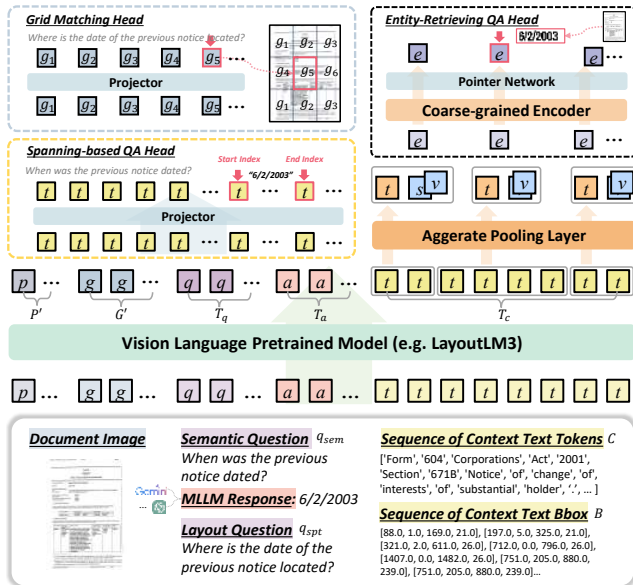 Grid Matching Head
Where is the date of the previous notice located?
g1 g2 g3 g4 g5 ...
Projector
g1 g2 g3 g4 g5 ...
g1 g2 g3
g4 g5 g6
g1 g2 g3
Entity-Retrieving QA Head
6/2/2003
e e e ...
Pointer Network
Coarse-grained Encoder
e e e ...
Spanning-based QA Head
When was the previous notice dated?
Start Index End Index
"6/2/2003"
t t t t t ... t ... t ...
Projector
t t t t t ... t t t ...
t s v t v t v ...
Aggerate Pooling Layer
p ... g g ... q q ... a a ... t t t t t t t t
P' G' Tq Ta Tc
Vision Language Pretrained Model (e.g. LayoutLM3)
p ... g g ... q q ... a a ... t t t t t t t t
Document Image
Gemini
...
Semantic Question qsem
When was the previous
notice dated?
MLLM Response: 6/2/2003
Layout Question qspt
Where is the date of the
previous notice located?
Sequence of Context Text Tokens C
['Form', '604', 'Corporations', 'Act', '2001',
'Section', '671B', 'Notice', 'of', 'change', 'of',
'interests', 'of', 'substantial', 'holder', '.', ... ]
Sequence of Context Text Bbox B
[88.0, 1.0, 169.0, 21.0], [197.0, 5.0, 325.0, 21.0],
[321.0, 2.0, 611.0, 26.0], [712.0, 0.0, 796.0, 26.0],
[1407.0, 0.0, 1482.0, 26.0], [751.0, 205.0, 880.0,
239.0], [751.0, 205.0, 880.0, 239.0]...